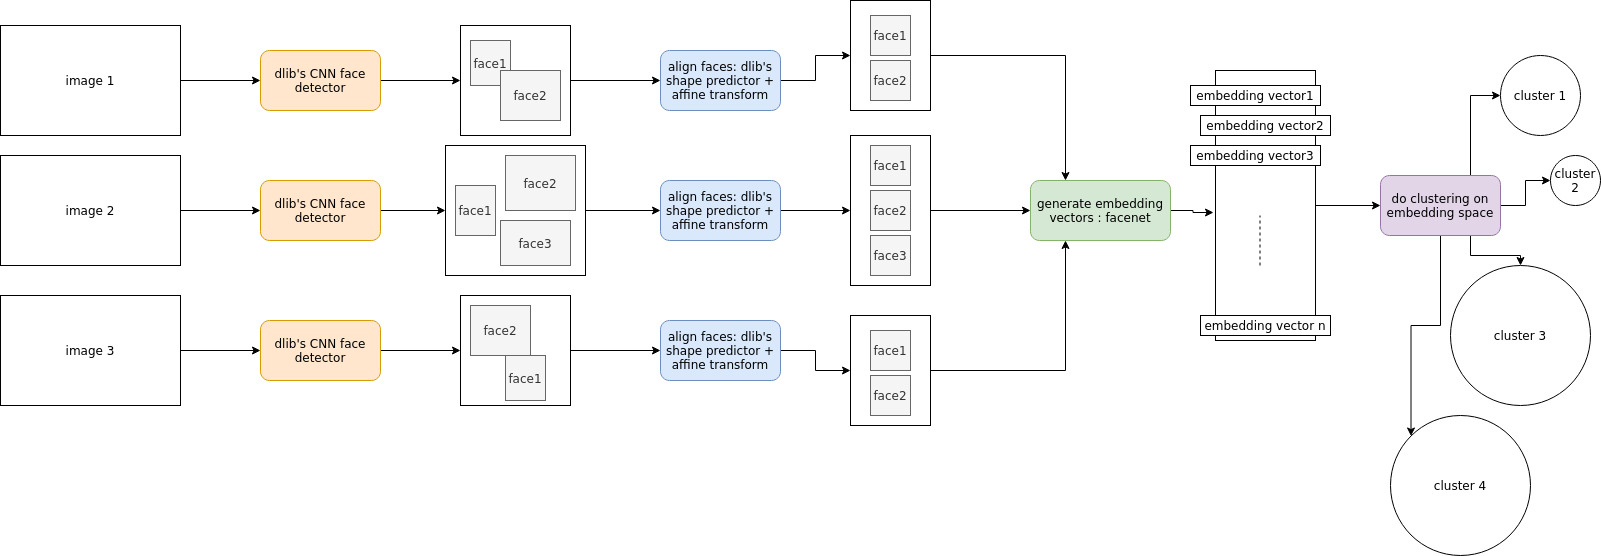 image 1
dlib's CNN face
detector
face1
face2
align faces: dlib's
shape predictor +
affine transform
face1
face2
image 2
dlib's CNN face
detector
face1
face2
face3
align faces: dlib's
shape predictor +
affine transform
face1
face2
face3
image 3
dlib's CNN face
detector
face2
face1
align faces: dlib's
shape predictor +
affine transform
face1
face2
generate embedding
vectors : facenet
embedding vector1
embedding vector2
embedding vector3
embedding vector n
do clustering on
embedding space
cluster 1
cluster
2
cluster 3
cluster 4